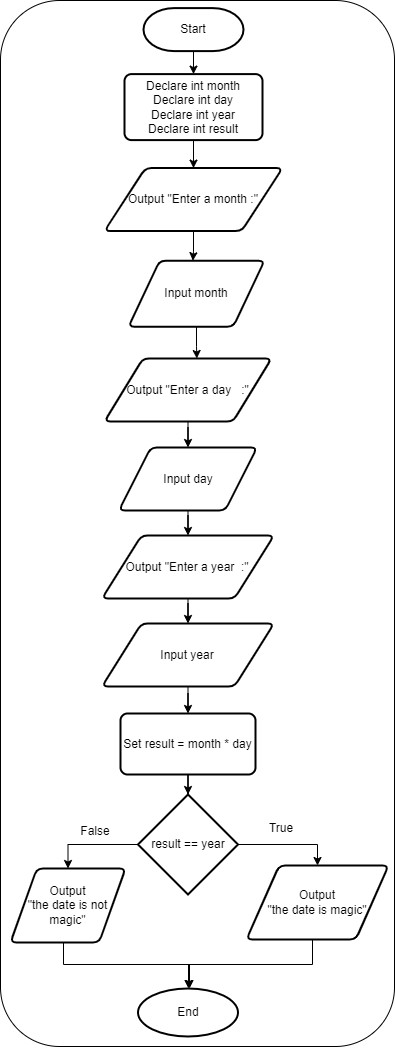 Start
Declare int month
Declare int day
Declare int year
Declare int result
Output "Enter a month :"
Input month
Output "Enter a day   :"
Input day
Output "Enter a year  :"
Input year
Set result = month * day
result == year
False
True
Output
"the date is not
magic"
Output
"the date is magic"
End